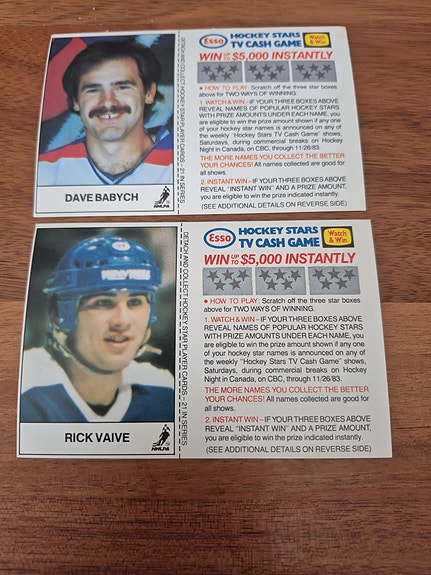 DAVE BABYCH
NHLPA
DETACH AND COLLECT HOCKEY STAR PLAYER CARDS - 21 IN SERIES
Esso
HOCKEY STARS
TV CASH GAME
Watch
& Win
WIN UP TO $5,000 INSTANTLY
• HOW TO PLAY: Scratch off the three star boxes
above for TWO WAYS OF WINNING.
1. WATCH & WIN – IF YOUR THREE BOXES ABOVE
REVEAL NAMES OF POPULAR HOCKEY STARS
WITH PRIZE AMOUNTS UNDER EACH NAME, you
are eligible to win the prize amount shown if any one
of your hockey star names is announced on any of
the weekly "Hockey Stars TV Cash Game" shows,
Saturdays, during commercial breaks on Hockey
Night in Canada, on CBC, through 11/26/83.
THE MORE NAMES YOU COLLECT THE BETTER
YOUR CHANCES! All names collected are good for
all shows.
2. INSTANT WIN – IF YOUR THREE BOXES ABOVE
REVEAL "INSTANT WIN" AND A PRIZE AMOUNT,
you are eligible to win the prize indicated instantly.
(SEE ADDITIONAL DETAILS ON REVERSE SIDE)
RICK VAIVE
NHLPA
DETACH AND COLLECT HOCKEY STAR PLAYER CARDS - 21 IN SERIES
Esso
HOCKEY STARS
TV CASH GAME
Watch
& Win
WIN UP TO $5,000 INSTANTLY
• HOW TO PLAY: Scratch off the three star boxes
above for TWO WAYS OF WINNING.
1. WATCH & WIN – IF YOUR THREE BOXES ABOVE
REVEAL NAMES OF POPULAR HOCKEY STARS
WITH PRIZE AMOUNTS UNDER EACH NAME, you
are eligible to win the prize amount shown if any one
of your hockey star names is announced on any of
the weekly "Hockey Stars TV Cash Game" shows,
Saturdays, during commercial breaks on Hockey
Night in Canada, on CBC, through 11/26/83.
THE MORE NAMES YOU COLLECT THE BETTER
YOUR CHANCES! All names collected are good for
all shows.
2. INSTANT WIN – IF YOUR THREE BOXES ABOVE
REVEAL "INSTANT WIN" AND A PRIZE AMOUNT,
you are eligible to win the prize indicated instantly.
(SEE ADDITIONAL DETAILS ON REVERSE SIDE)